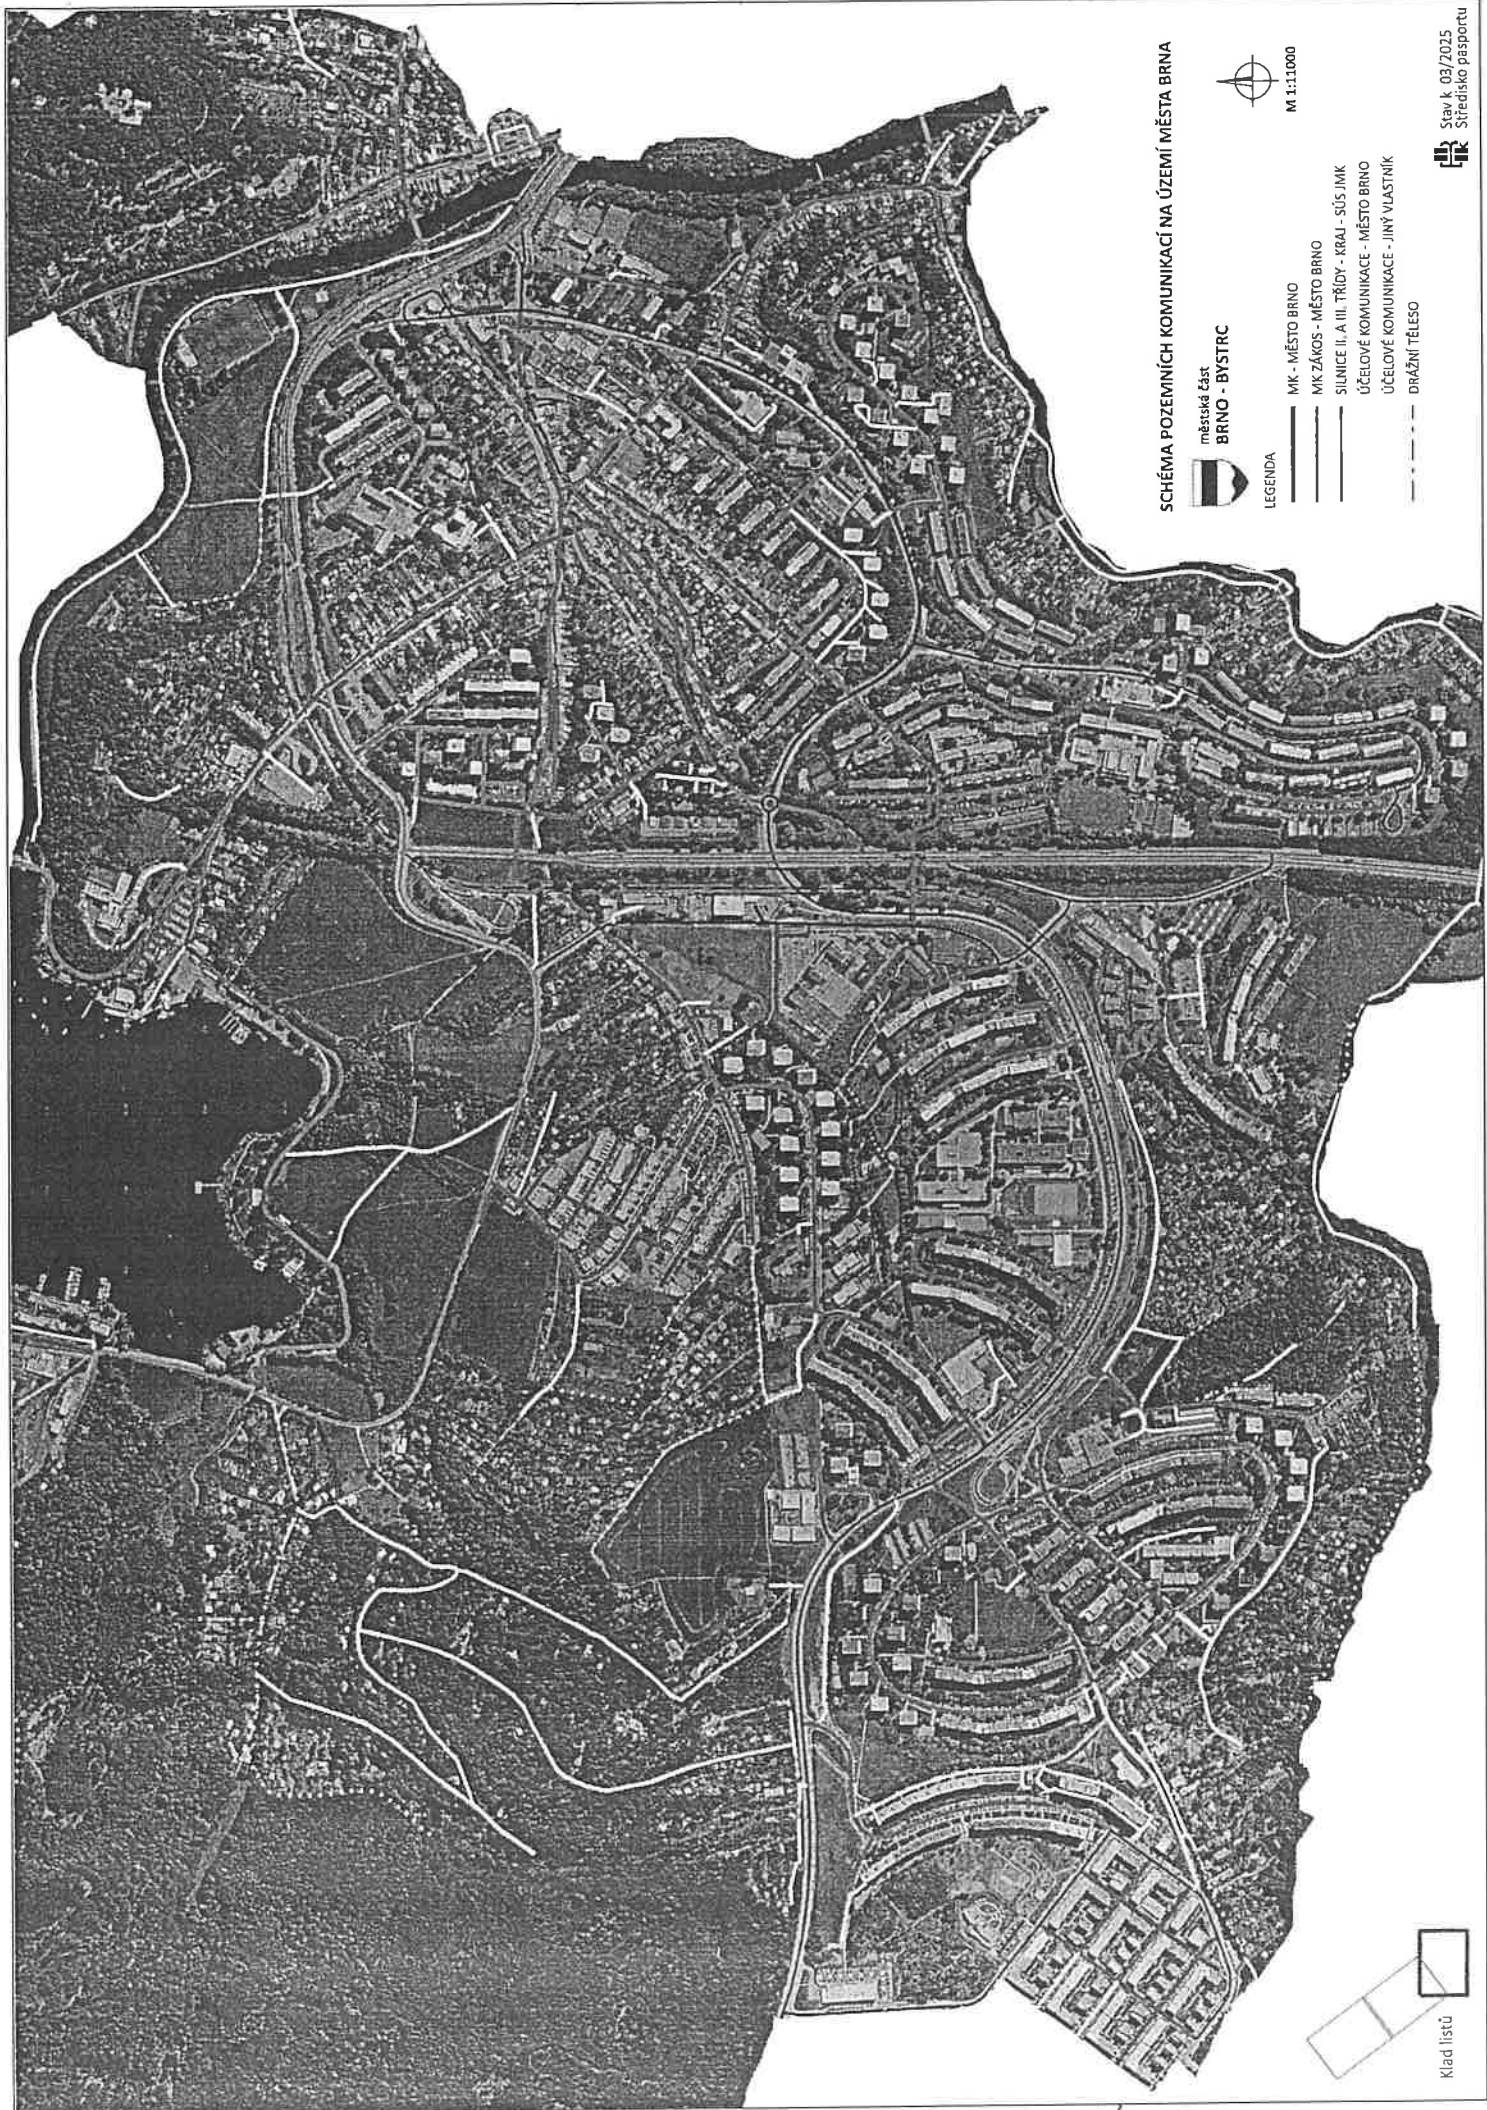 SCHÉMA POZEMNÍCH KOMUNIKACÍ NA ÚZEMÍ MĚSTA BRNA
městská část
BRNO - BYSTRC
M 1:11000
LEGENDA
MK - MĚSTO BRNO
MK ZÁKOS - MĚSTO BRNO
SILNICE II. A III. TŘÍDY - KRAJ - SÚS JMK
ÚČELOVÉ KOMUNIKACE - MĚSTO BRNO
ÚČELOVÉ KOMUNIKACE - JINÝ VLASTNÍK
DRÁŽNÍ TĚLESO
Klad listů
Stav k 03/2025
Středisko pasportu